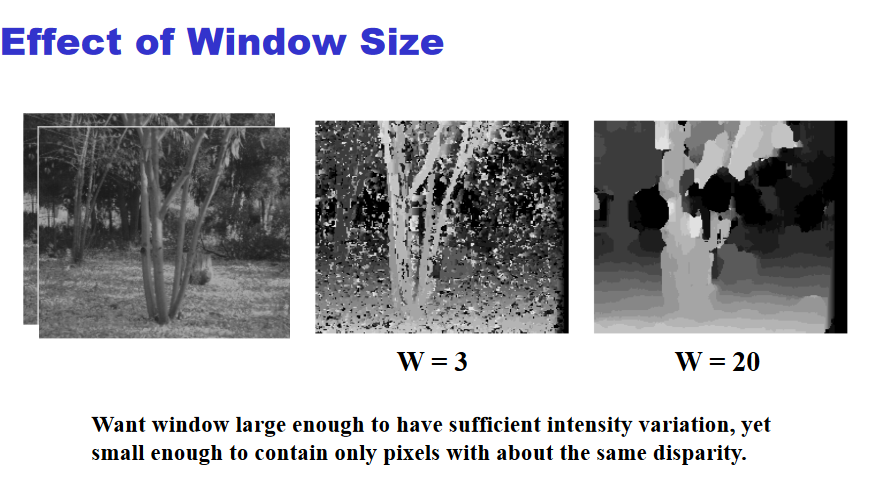 Effect of Window Size
W = 3
W = 20
Want window large enough to have sufficient intensity variation, yet
small enough to contain only pixels with about the same disparity.